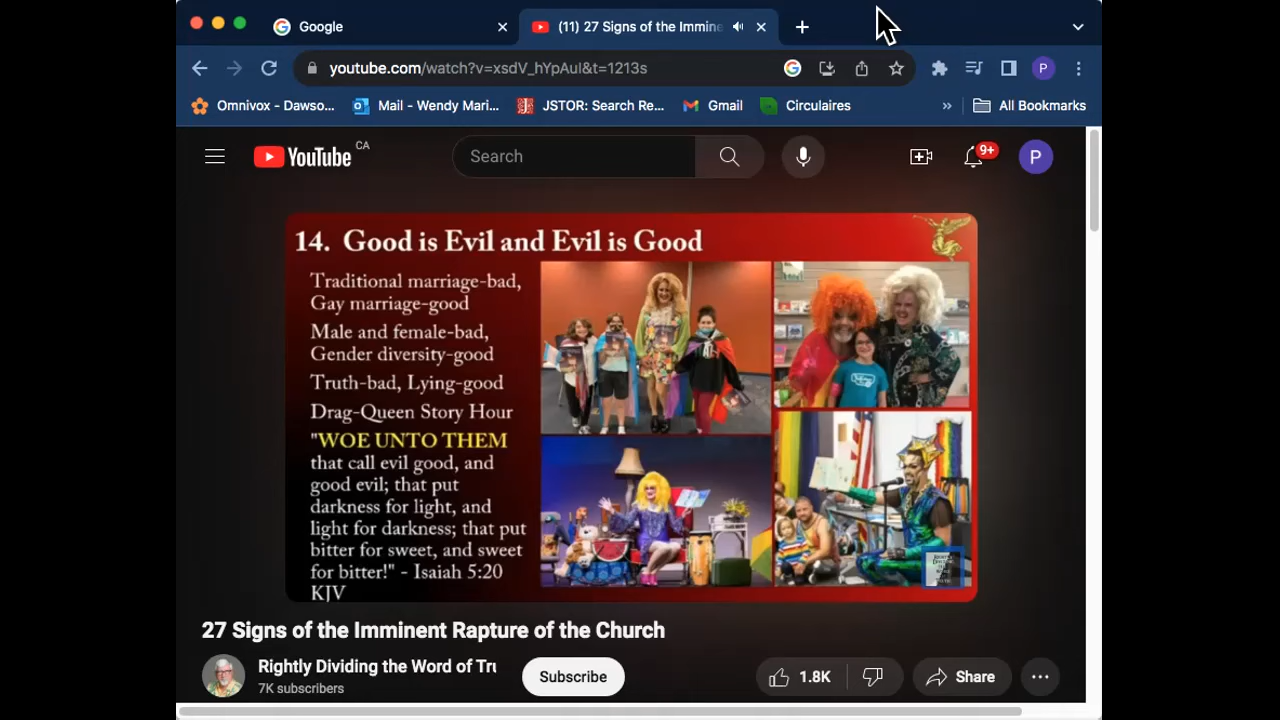 Google
(11) 27 Signs of the Immine
youtube.com/watch?v=xsdV_hYpAuI&t=1213s
P
Omnivox - Dawso...
Mail - Wendy Mari...
JSTOR: Search Re...
Gmail
Circulaires
»
All Bookmarks
YouTube CA
Search
9+
P
14. Good is Evil and Evil is Good
Traditional marriage-bad,
Gay marriage-good
Male and female-bad,
Gender diversity-good
Truth-bad, Lying-good
Drag-Queen Story Hour
"WOE UNTO THEM
that call evil good, and
good evil; that put
darkness for light, and
light for darkness; that put
bitter for sweet, and sweet
for bitter!" - Isaiah 5:20
KJV
27 Signs of the Imminent Rapture of the Church
Rightly Dividing the Word of Tru
7K subscribers
Subscribe
1.8K
Share